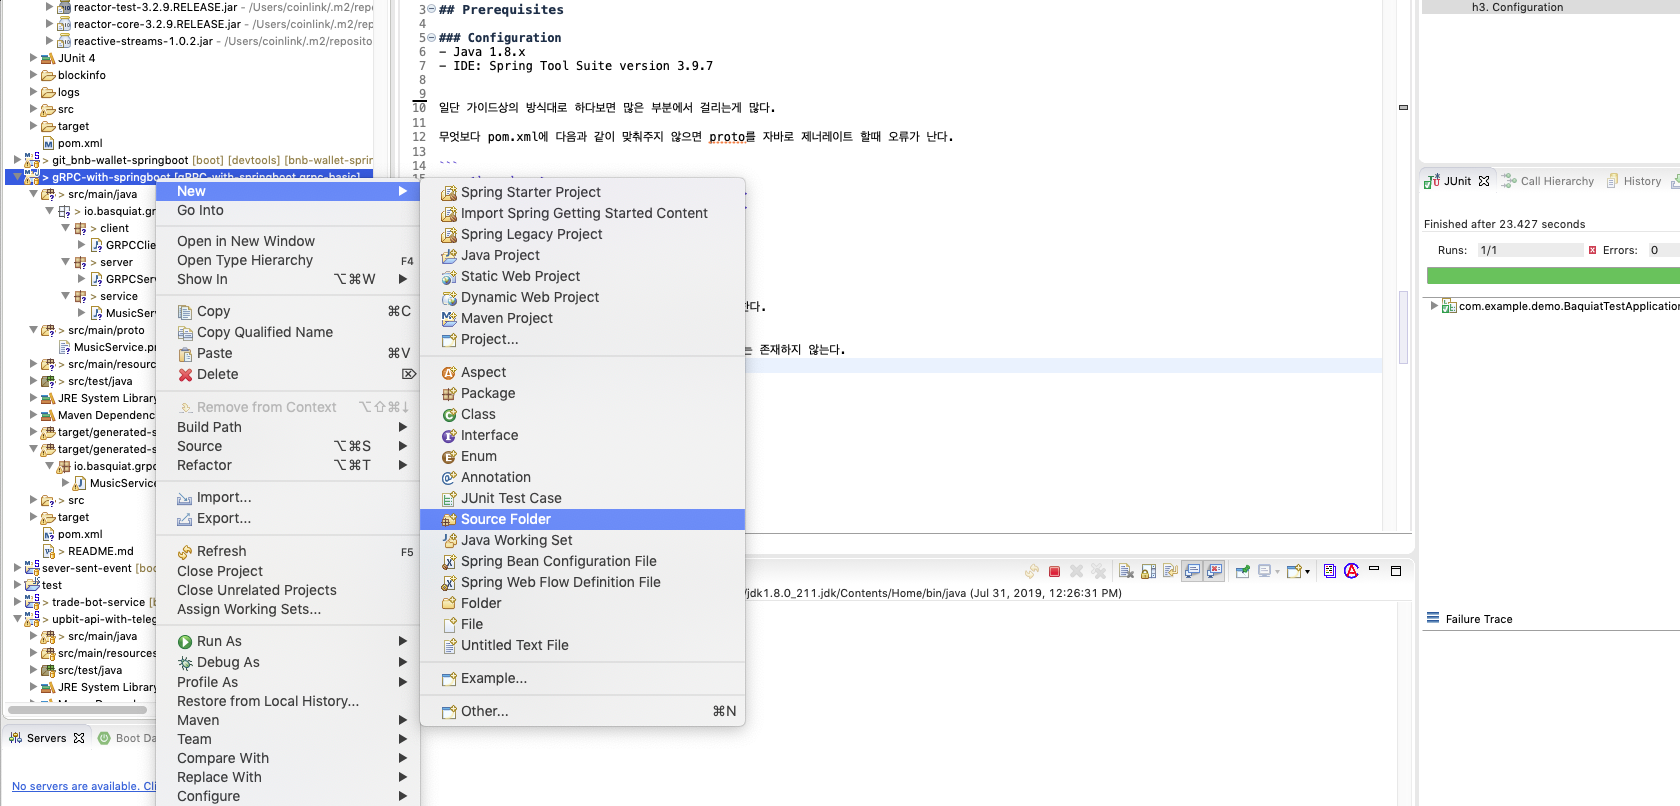 reactor-test-3.2.9.RELEASE.jar - /Users/coinlink/.m2/repo
reactor-core-3.2.9.RELEASE.jar - /Users/coinlink/.m2/rep
reactive-streams-1.0.2.jar - /Users/coinlink/.m2/reposito
JUnit 4
blockinfo
logs
src
target
pom.xml
> git_bnb-wallet-springboot [boot] [devtools] [bnb-wallet-sprin
> gRPC-with-springboot [gRPC-with-springboot grpc-basic]
> src/main/java
> io.basquiat.gr
> client
GRPCClie
> server
GRPCSer
> service
MusicSer
> src/main/proto
MusicService.pr
> src/main/resourc
> src/test/java
JRE System Library
Maven Dependenc
target/generated-s
target/generated-s
io.basquiat.grpc
MusicService
> src
target
pom.xml
> README.md
sever-sent-event [boo
test
> trade-bot-service [b
> upbit-api-with-teleg
> src/main/java
src/main/resources
src/test/java
JRE System Library
Servers
Boot Da
No servers are available. Cli
New
Go Into
Open in New Window
Open Type Hierarchy F4
Show In ⌥⌘W
Copy ⌘C
Copy Qualified Name
Paste ⌘V
Delete ⌦
Remove from Context ⌥⇧⌘↓
Build Path
Source ⌥⌘S
Refactor ⌥⌘T
Import...
Export...
Refresh F5
Close Project
Close Unrelated Projects
Assign Working Sets...
Run As
Debug As
Profile As
Restore from Local History...
Maven
Team
Compare With
Replace With
Configure
Spring Starter Project
Import Spring Getting Started Content
Spring Legacy Project
Java Project
Static Web Project
Dynamic Web Project
Maven Project
Project...
Aspect
Package
Class
Interface
Enum
Annotation
JUnit Test Case
Source Folder
Java Working Set
Spring Bean Configuration File
Spring Web Flow Definition File
Folder
File
Untitled Text File
Example...
Other... ⌘N
3 ## Prerequisites
4
5 ### Configuration
6 - Java 1.8.x
7 - IDE: Spring Tool Suite version 3.9.7
8
9
10 일단 가이드상의 방식대로 하다보면 많은 부분에서 걸리는게 많다.
11
12 무엇보다 pom.xml에 다음과 같이 맞춰주지 않으면 proto를 자바로 제너레이트 할때 오류가 난다.
13
14 ```
15
한다.
는 존재하지 않는다.
/jdk1.8.0_211.jdk/Contents/Home/bin/java (Jul 31, 2019, 12:26:31 PM)
h3. Configuration
JUnit
Call Hierarchy
History
Finished after 23.427 seconds
Runs: 1/1
Errors: 0
com.example.demo.BaquiatTestApplication
Failure Trace